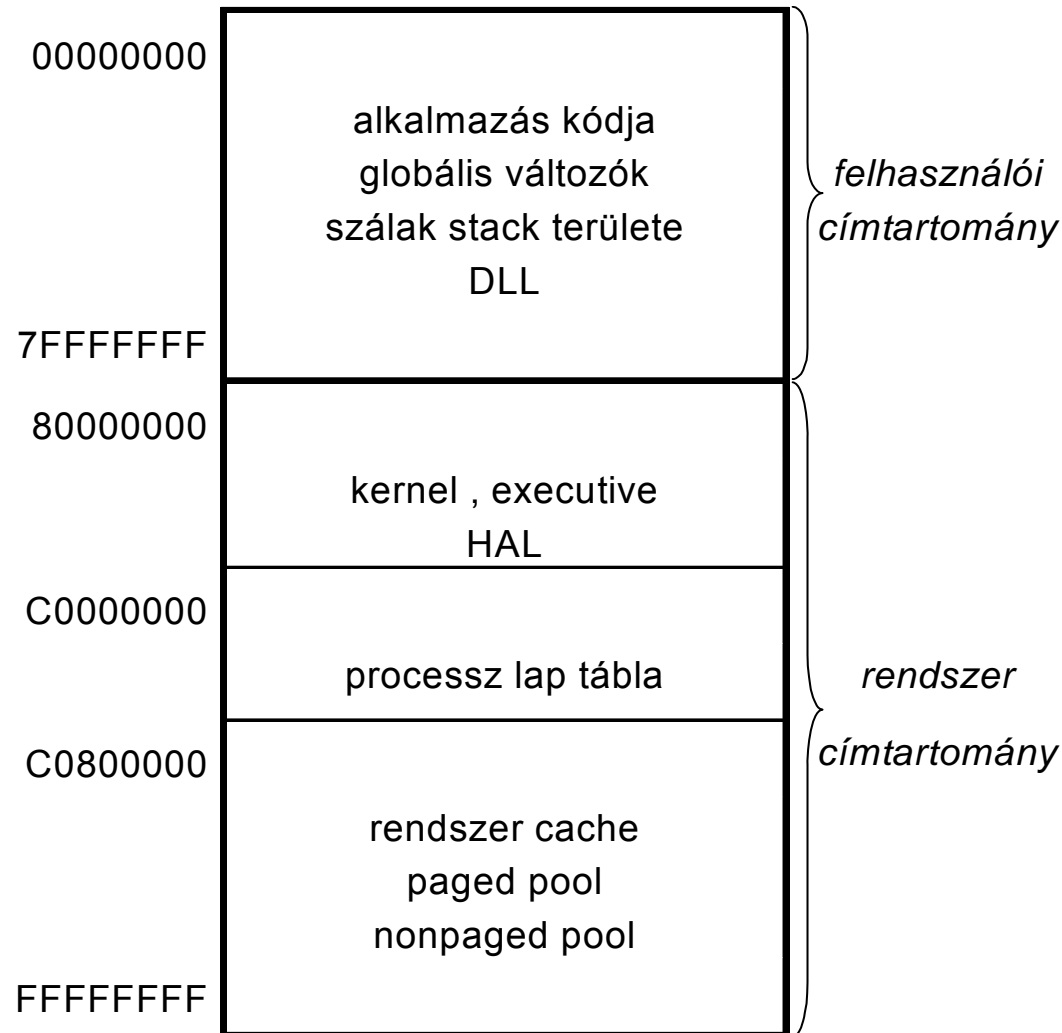 00000000
alkalmazás kódja
globális változók
felhasználói
szálak stack területe
címtartomány
DLL
7FFFFFFF
80000000
kernel , executive
HAL
C0000000
processz lap tábla
rendszer
C0800000
címtartomány
rendszer cache
paged pool
nonpaged pool
FFFFFFFF